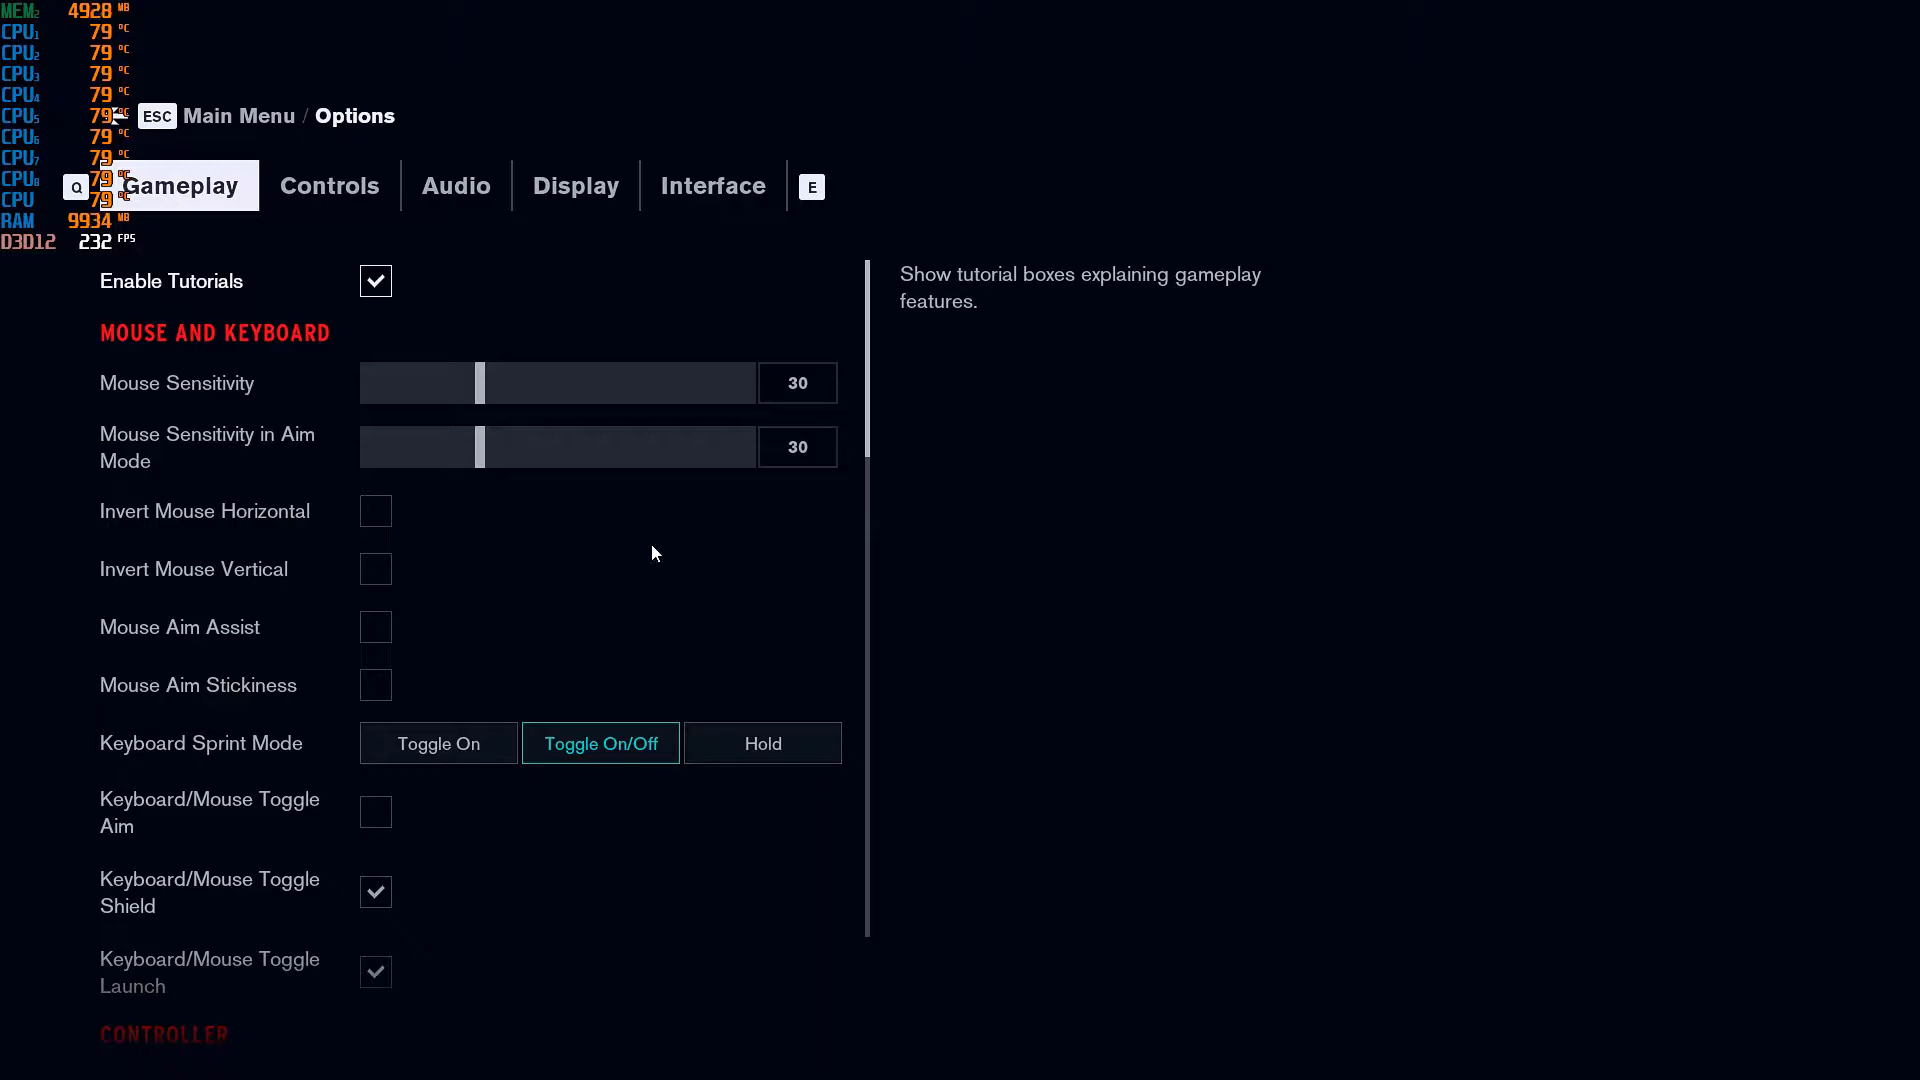 MEM2 4928 MB
CPU1 79 °C
CPU2 79 °C
CPU3 79 °C
CPU4 79 °C
CPU5 79 °C
ESC Main Menu / Options
CPU6 79 °C
CPU7 79 °C
CPU8 79 °C
Q Gameplay Controls Audio Display Interface E
CPU 79 °C
RAM 9934 MB
D3D12 232 FPS
Enable Tutorials
Show tutorial boxes explaining gameplay
features.
MOUSE AND KEYBOARD
Mouse Sensitivity 30
Mouse Sensitivity in Aim
Mode 30
Invert Mouse Horizontal
Invert Mouse Vertical
Mouse Aim Assist
Mouse Aim Stickiness
Keyboard Sprint Mode Toggle On Toggle On/Off Hold
Keyboard/Mouse Toggle
Aim
Keyboard/Mouse Toggle
Shield
Keyboard/Mouse Toggle
Launch
CONTROLLER